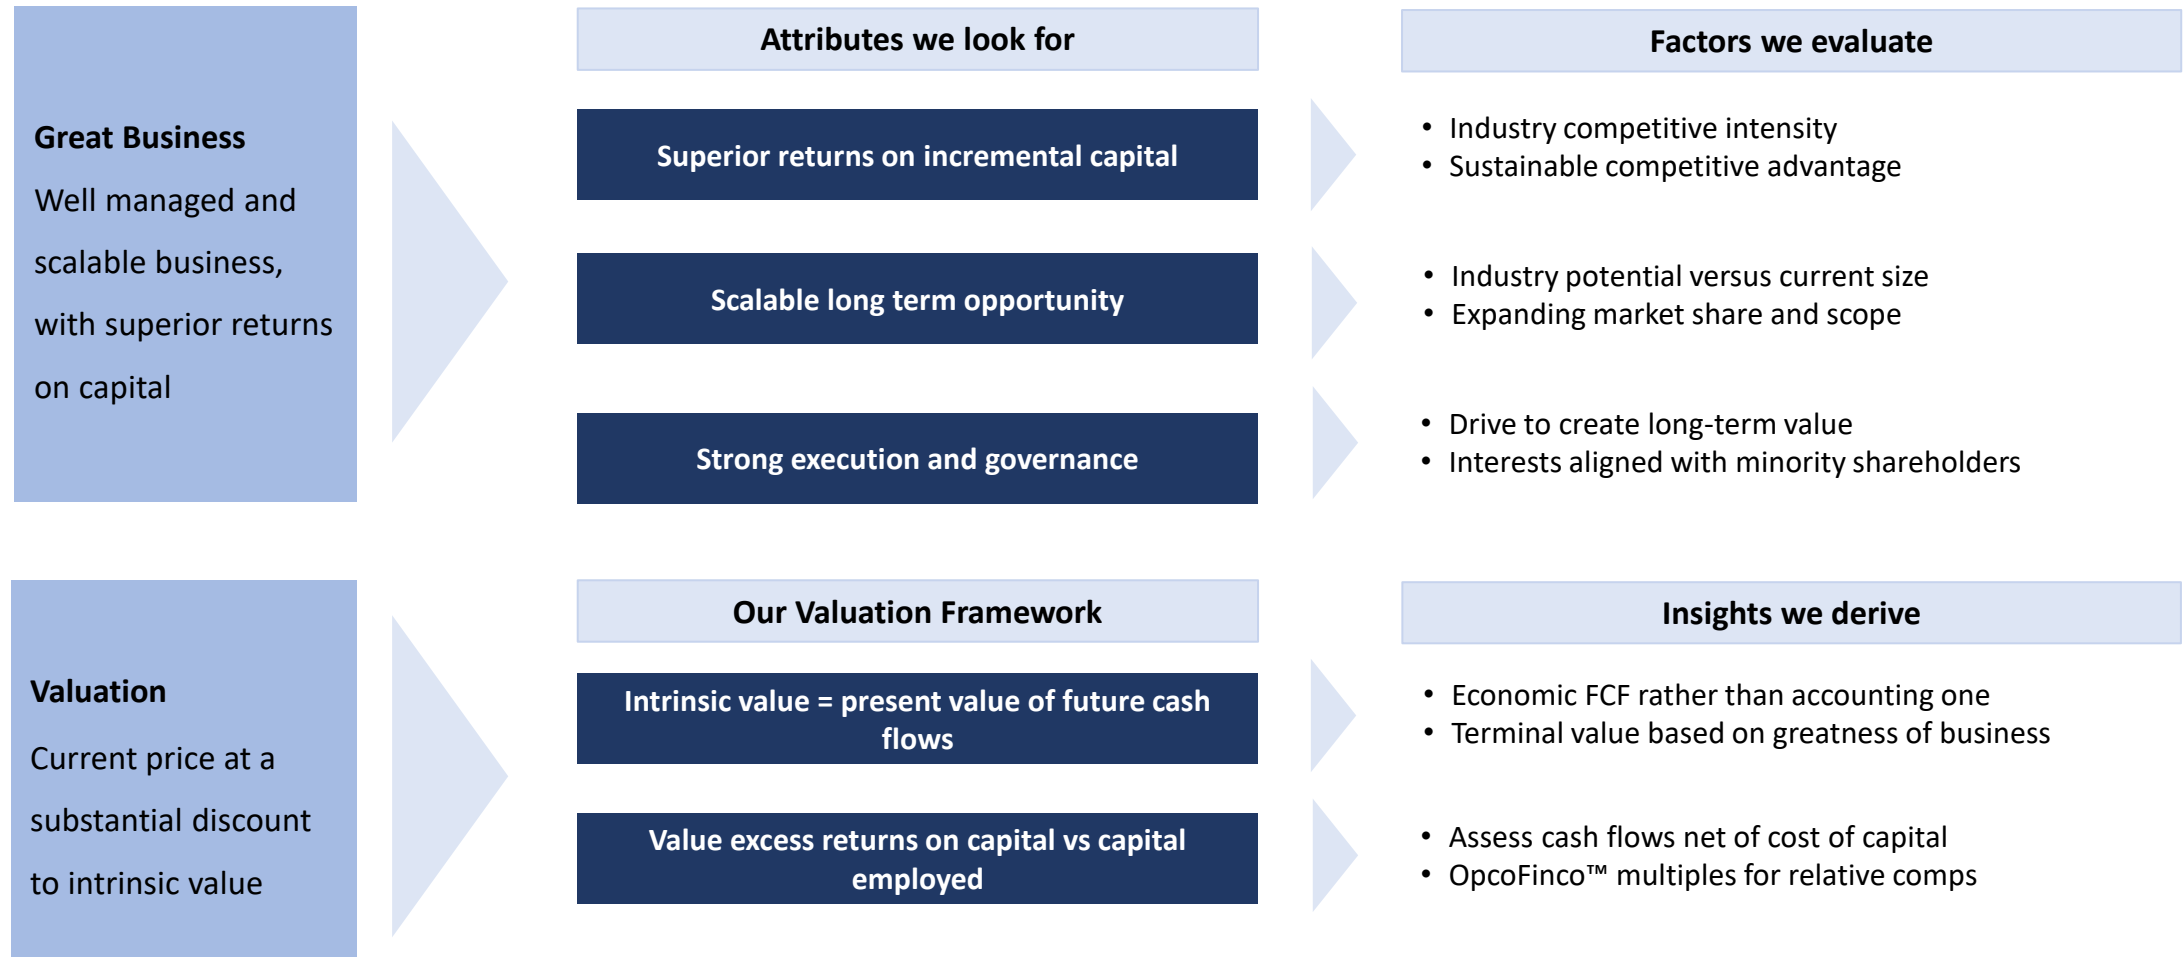 Great Business
Well managed and
scalable business,
with superior returns
on capital
Attributes we look for
Superior returns on incremental capital
Scalable long term opportunity
Strong execution and governance
Factors we evaluate
• Industry competitive intensity
• Sustainable competitive advantage
• Industry potential versus current size
• Expanding market share and scope
• Drive to create long-term value
• Interests aligned with minority shareholders
Valuation
Current price at a
substantial discount
to intrinsic value
Our Valuation Framework
Intrinsic value = present value of future cash
flows
Value excess returns on capital vs capital
employed
Insights we derive
• Economic FCF rather than accounting one
• Terminal value based on greatness of business
• Assess cash flows net of cost of capital
• OpcoFinco™ multiples for relative comps